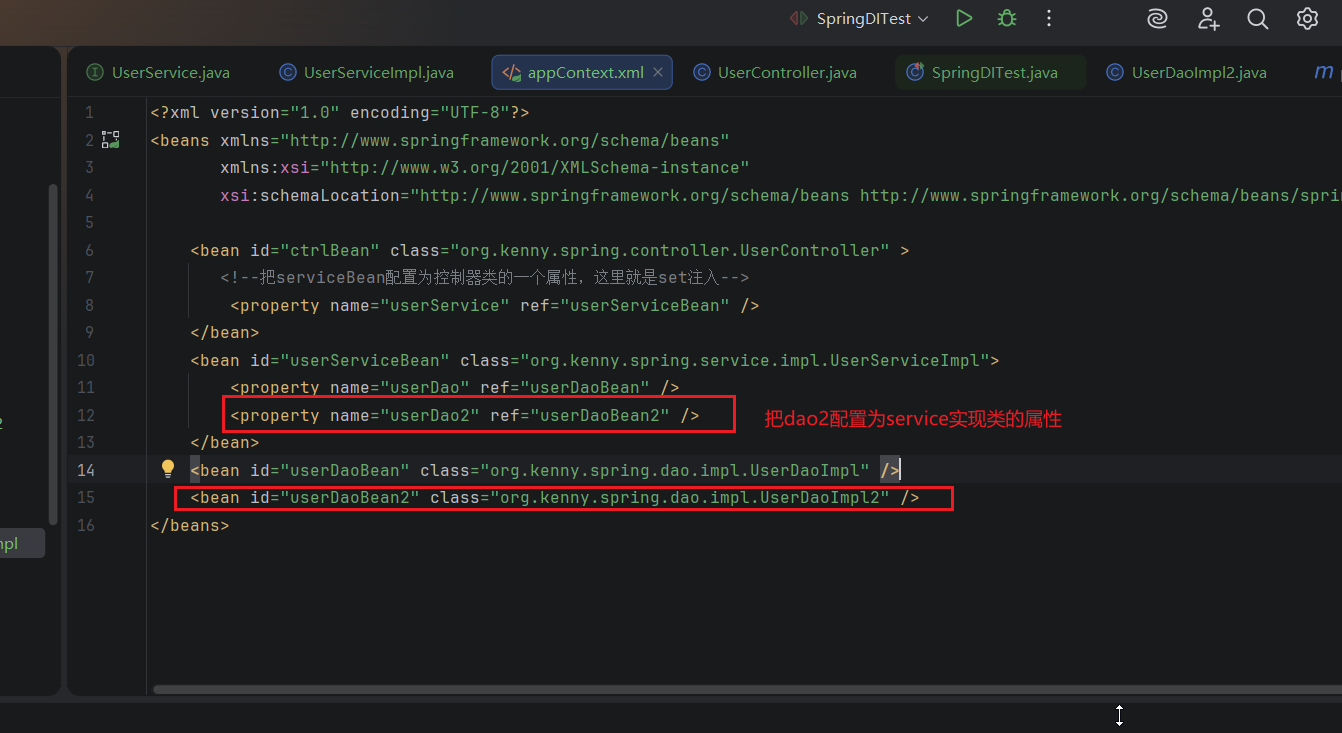 SpringDITest
UserService.java UserServiceImpl.java appContext.xml UserController.java SpringDITest.java UserDaoImpl2.java m
1 <?xml version="1.0" encoding="UTF-8"?>
2 <beans xmlns="http://www.springframework.org/schema/beans"
3 xmlns:xsi="http://www.w3.org/2001/XMLSchema-instance"
4 xsi:schemaLocation="http://www.springframework.org/schema/beans http://www.springframework.org/schema/beans/spri
5
6 <bean id="ctrlBean" class="org.kenny.spring.controller.UserController" >
7 <!--把serviceBean配置为控制器类的一个属性，这里就是set注入-->
8 <property name="userService" ref="userServiceBean" />
9 </bean>
10 <bean id="userServiceBean" class="org.kenny.spring.service.impl.UserServiceImpl">
11 <property name="userDao" ref="userDaoBean" />
12 <property name="userDao2" ref="userDaoBean2" /> 把dao2配置为service实现类的属性
13 </bean>
14 <bean id="userDaoBean" class="org.kenny.spring.dao.impl.UserDaoImpl" />
15 <bean id="userDaoBean2" class="org.kenny.spring.dao.impl.UserDaoImpl2" />
16 </beans>
2
mpl